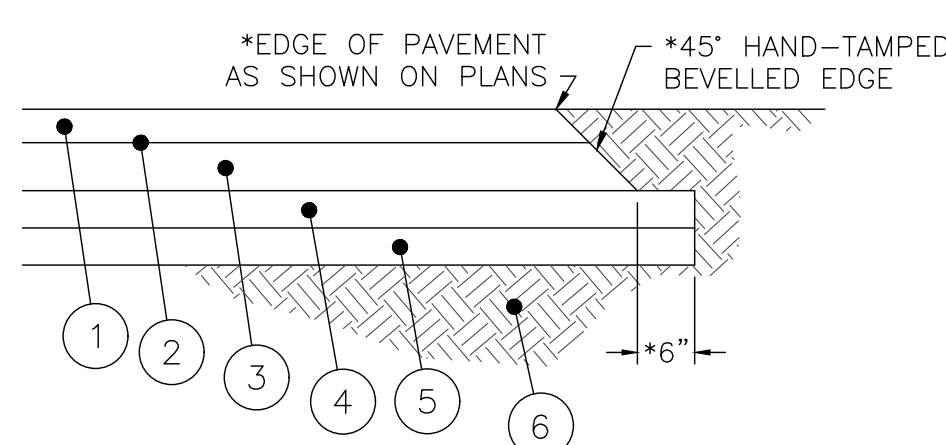 *EDGE OF PAVEMENT
AS SHOWN ON PLANS
*45° HAND-TAMPED
BEVELLED EDGE
*6"
1
2
3
4
5
6